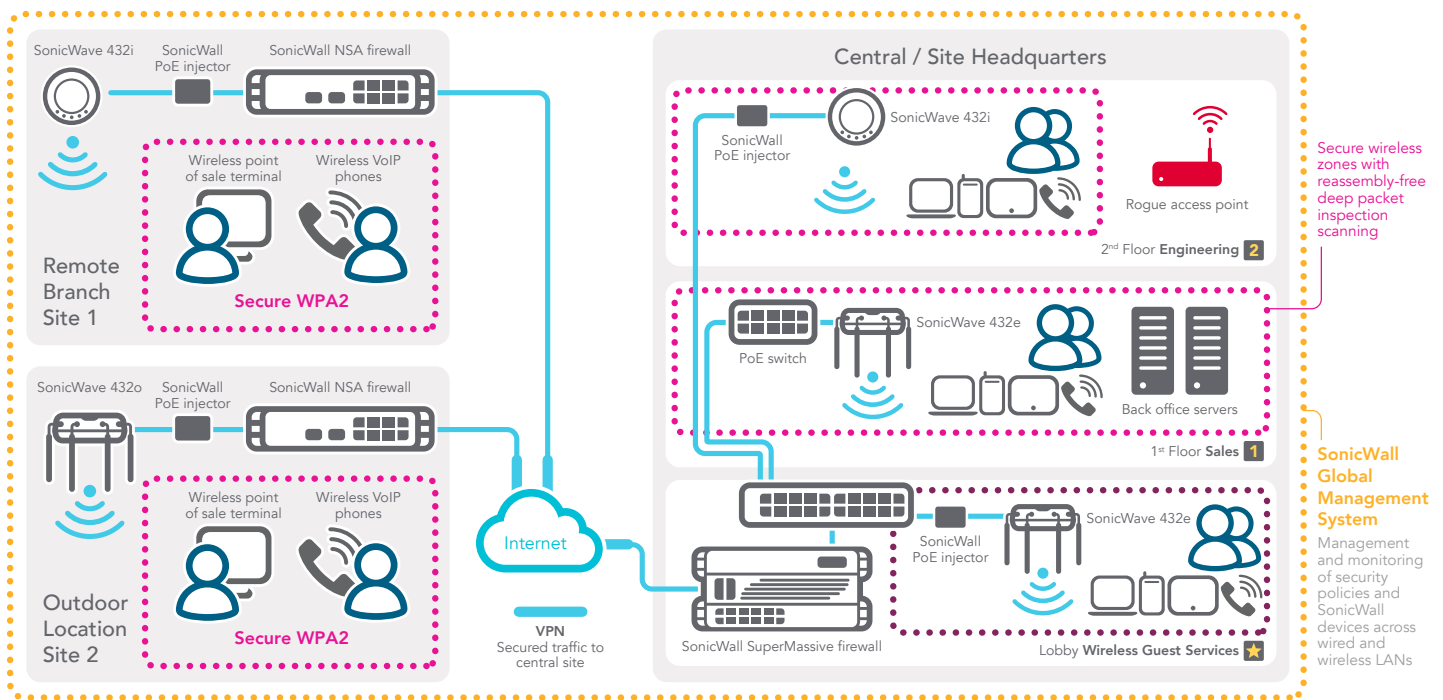 SonicWave 432i
SonicWall
PoE injector
SonicWall NSA firewall
Wireless point
of sale terminal
Wireless VoIP
phones
Secure WPA2
Remote
Branch
Site 1
SonicWave 432o
SonicWall
PoE injector
SonicWall NSA firewall
Wireless point
of sale terminal
Wireless VoIP
phones
Secure WPA2
Outdoor
Location
Site 2
Internet
VPN
Secured traffic to
central site
Central / Site Headquarters
SonicWall
PoE injector
SonicWave 432i
Rogue access point
2nd Floor Engineering 2
PoE switch
SonicWave 432e
Back office servers
1st Floor Sales 1
SonicWall
PoE injector
SonicWave 432e
SonicWall SuperMassive firewall
Lobby Wireless Guest Services
Secure wireless
zones with
reassembly-free
deep packet
inspection
scanning
SonicWall
Global
Management
System
Management
and monitoring
of security
policies and
SonicWall
devices across
wired and
wireless LANs